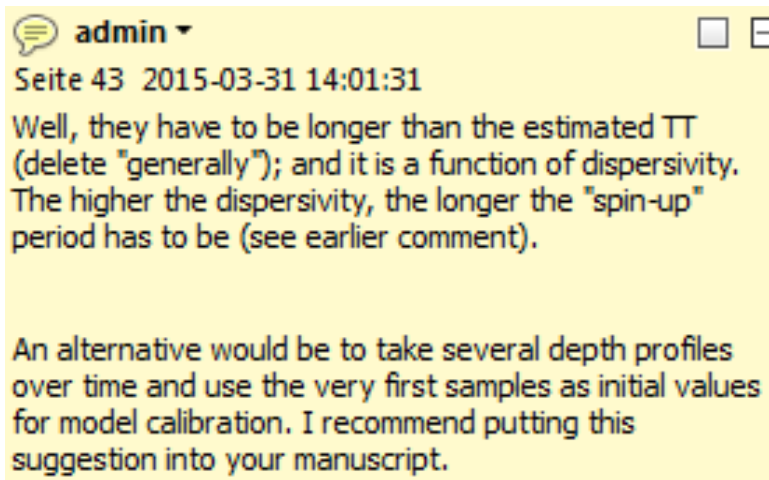 admin
Seite 43 2015-03-31 14:01:31
Well, they have to be longer than the estimated TT
(delete "generally"); and it is a function of dispersivity.
The higher the dispersivity, the longer the "spin-up"
period has to be (see earlier comment).
An alternative would be to take several depth profiles
over time and use the very first samples as initial values
for model calibration. I recommend putting this
suggestion into your manuscript.